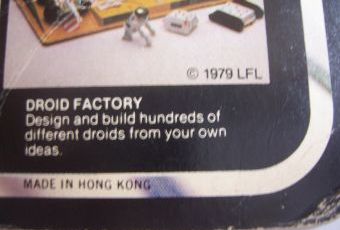 © 1979 LFL
DROID FACTORY
Design and build hundreds of
different droids from your own
ideas.
MADE IN HONG KONG